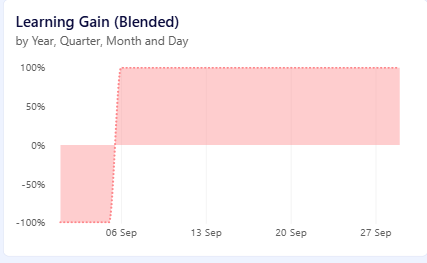 Learning Gain (Blended)
by Year, Quarter, Month and Day
100%
50%
0%
-50%
-100%
06 Sep 13 Sep 20 Sep 27 Sep